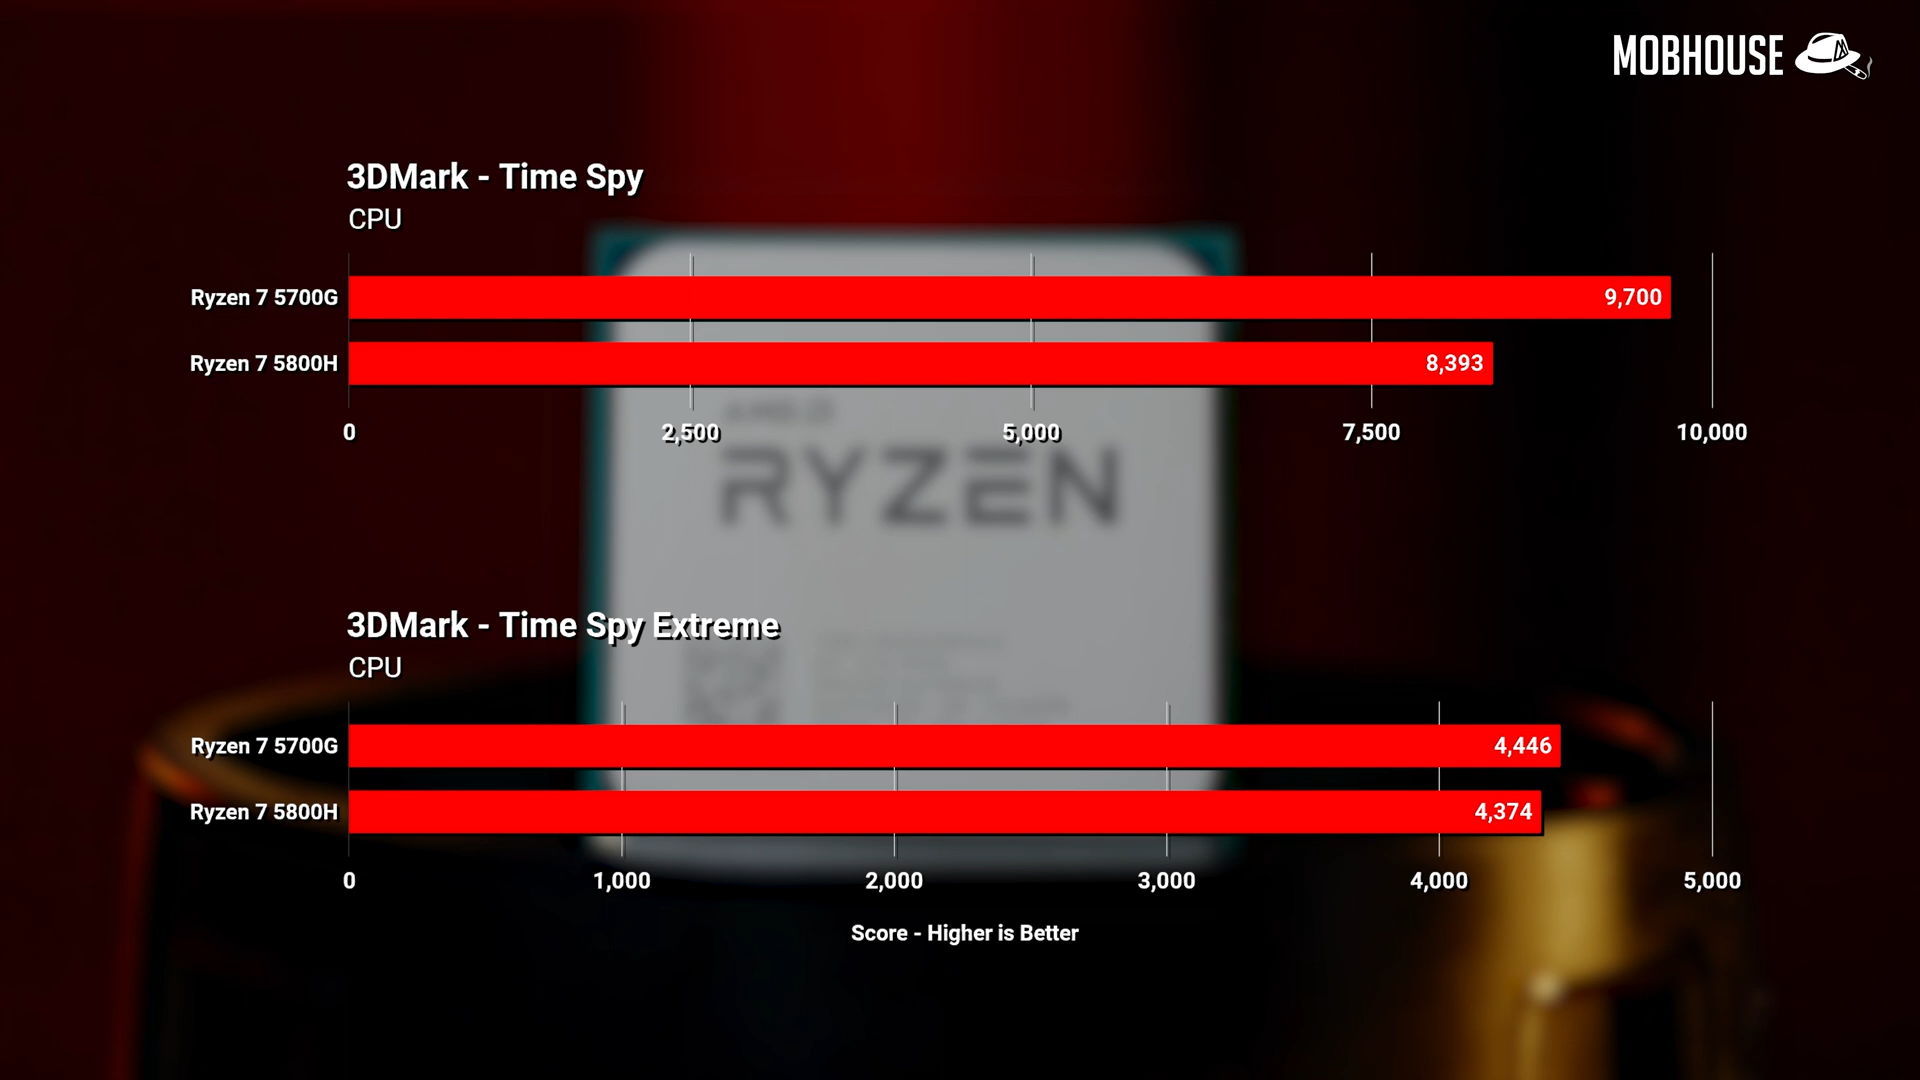 MOBHOUSE
3DMark - Time Spy
CPU
Ryzen 7 5700G 9,700
Ryzen 7 5800H 8,393
0 2,500 5,000 7,500 10,000
RYZEN
3DMark - Time Spy Extreme
CPU
Ryzen 7 5700G 4,446
Ryzen 7 5800H 4,374
0 1,000 2,000 3,000 4,000 5,000
Score - Higher is Better